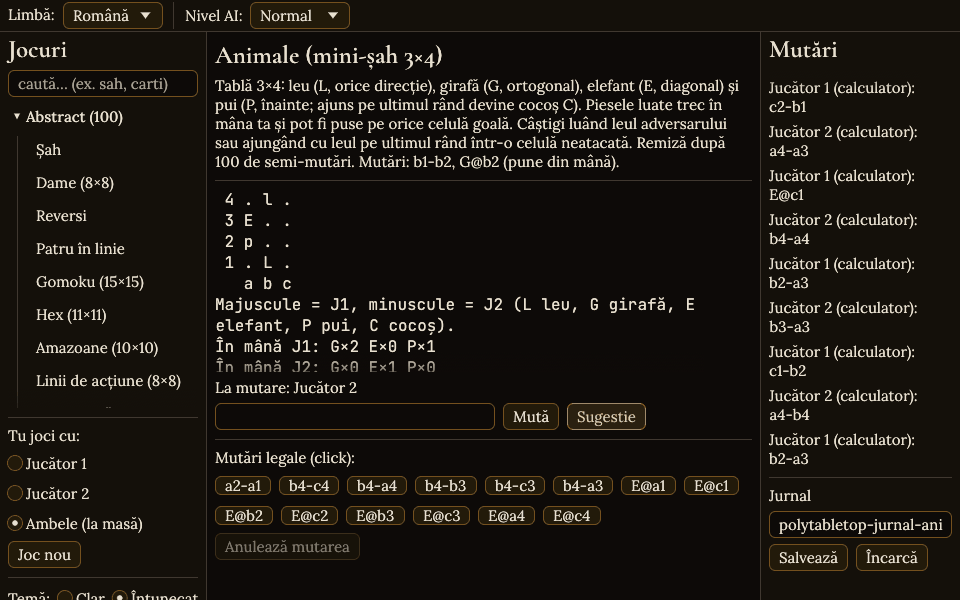 Limbă: Română ▼ Nivel AI: Normal ▼
Jocuri
caută... (ex. sah, carti)
▾ Abstract (100)
Șah
Dame (8×8)
Reversi
Patru în linie
Gomoku (15×15)
Hex (11×11)
Amazoane (10×10)
Linii de acțiune (8×8)
Tu joci cu:
Jucător 1
Jucător 2
Ambele (la masă)
Joc nou
Temă: Clar Întunecat
Animale (mini-șah 3×4)
Tablă 3×4: leu (L, orice direcție), girafă (G, ortogonal), elefant (E, diagonal) și
pui (P, înainte; ajuns pe ultimul rând devine cocoș C). Piesele luate trec în
mâna ta și pot fi puse pe orice celulă goală. Câștigi luând leul adversarului
sau ajungând cu leul pe ultimul rând într-o celulă neatacată. Remiză după
100 de semi-mutări. Mutări: b1-b2, G@b2 (pune din mână).
4 . l .
3 E . .
2 p . .
1 . L .
a b c
Majuscule = J1, minuscule = J2 (L leu, G girafă, E
elefant, P pui, C cocoș).
În mână J1: G×2 E×0 P×1
În mână J2: G×0 E×1 P×0
La mutare: Jucător 2
Mută Sugestie
Mutări legale (click):
a2-a1 b4-c4 b4-a4 b4-b3 b4-c3 b4-a3 E@a1 E@c1
E@b2 E@c2 E@b3 E@c3 E@a4 E@c4
Anulează mutarea
Mutări
Jucător 1 (calculator):
c2-b1
Jucător 2 (calculator):
a4-a3
Jucător 1 (calculator):
E@c1
Jucător 2 (calculator):
b4-a4
Jucător 1 (calculator):
b2-a3
Jucător 2 (calculator):
b3-a3
Jucător 1 (calculator):
c1-b2
Jucător 2 (calculator):
a4-b4
Jucător 1 (calculator):
b2-a3
Jurnal
polytabletop-jurnal-ani
Salvează Încarcă